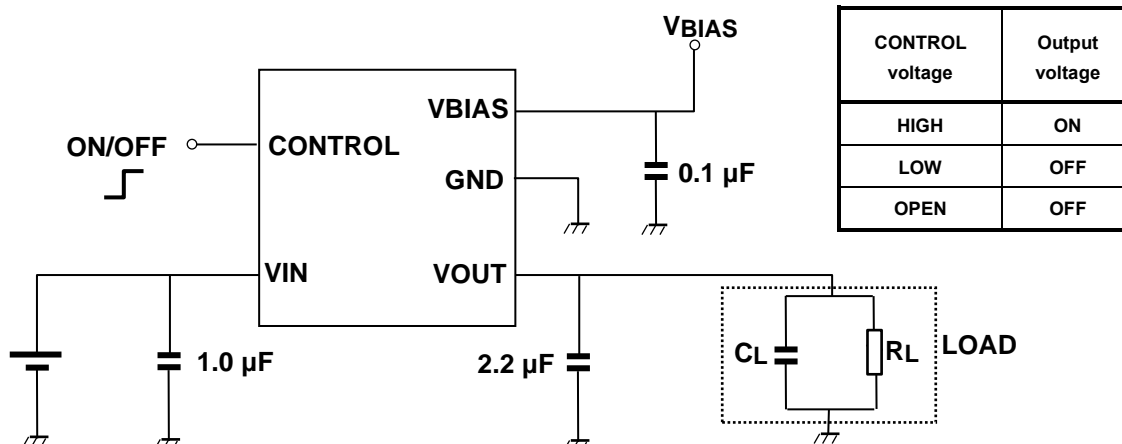 VBIAS
CONTROL voltage
Output voltage
HIGH
ON
LOW
OFF
OPEN
OFF
ON/OFF
CONTROL
VBIAS
GND
VIN
VOUT
0.1 µF
1.0 µF
2.2 µF
CL
RL
LOAD